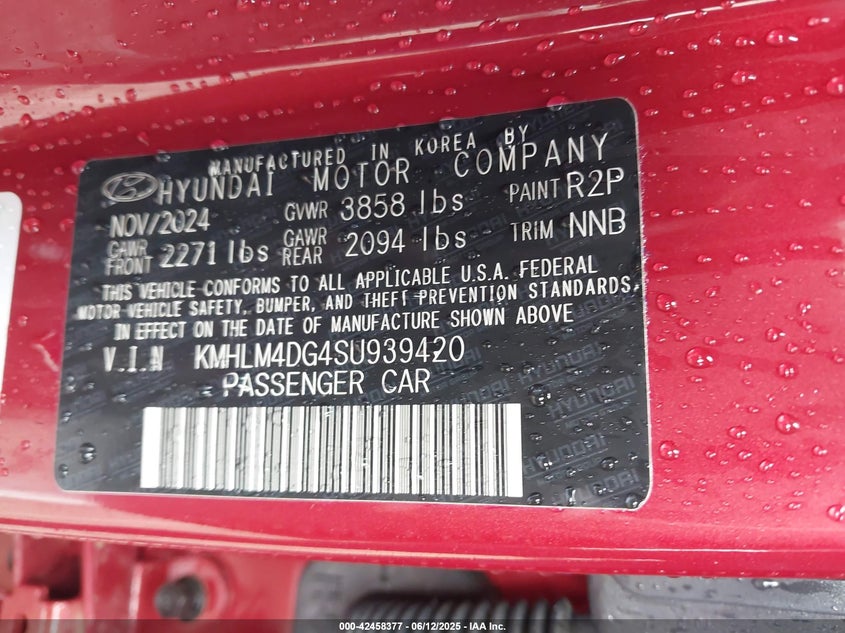 MANUFACTURED IN KOREA BY
HYUNDAI MOTOR COMPANY
NOV/2024 GVWR 3858 lbs PAINT R2P
GAWR FRONT 2271 lbs GAWR REAR 2094 lbs TRIM NNB
THIS VEHICLE CONFORMS TO ALL APPLICABLE U.S.A. FEDERAL
MOTOR VEHICLE SAFETY, BUMPER, AND THEFT PREVENTION STANDARDS,
IN EFFECT ON THE DATE OF MANUFACTURE SHOWN ABOVE
V.I.N KMHLM4DG4SU939420
PASSENGER CAR
HYUNDAI
000-42458377 - 06/12/2025 - IAA Inc.